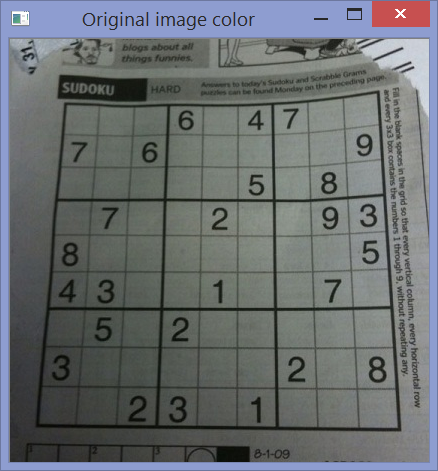 Original image color
31,
blogs about all
things funnies.
SUDOKU HARD
Answers to today's Sudoku and Scrabble Grams
puzzles can be found Monday on the preceding page.
Fill in the blank spaces in the grid so that every vertical column, every horizontal row
and every 3x3 box contains the numbers 1 through 9, without repeating any.
6 4 7
7 6 9
5 8
7 2 9 3
8 5
4 3 1 7
5 2
3 2 8
2 3 1
1 2 3
8-1-09